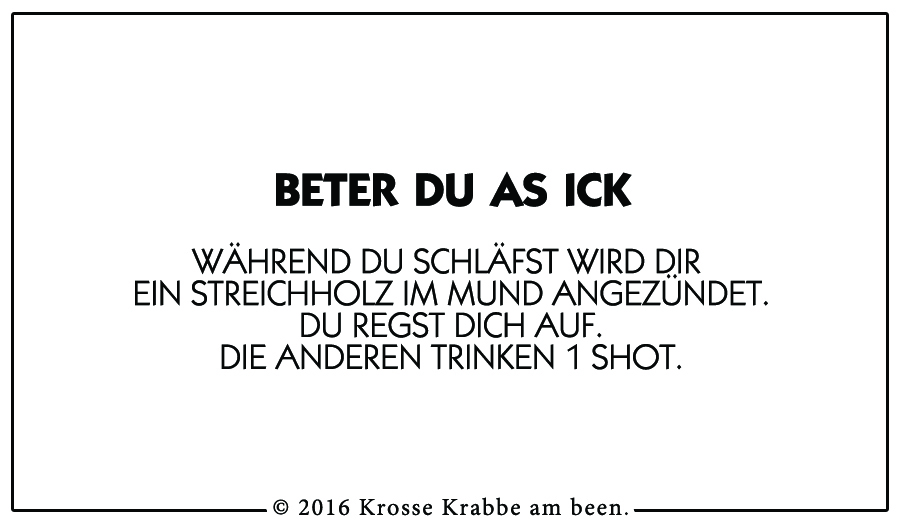 BETER DU AS ICK
WÄHREND DU SCHLÄFST WIRD DIR
EIN STREICHHOLZ IM MUND ANGEZÜNDET.
DU REGST DICH AUF.
DIE ANDEREN TRINKEN 1 SHOT.
© 2016 Krosse Krabbe am been.